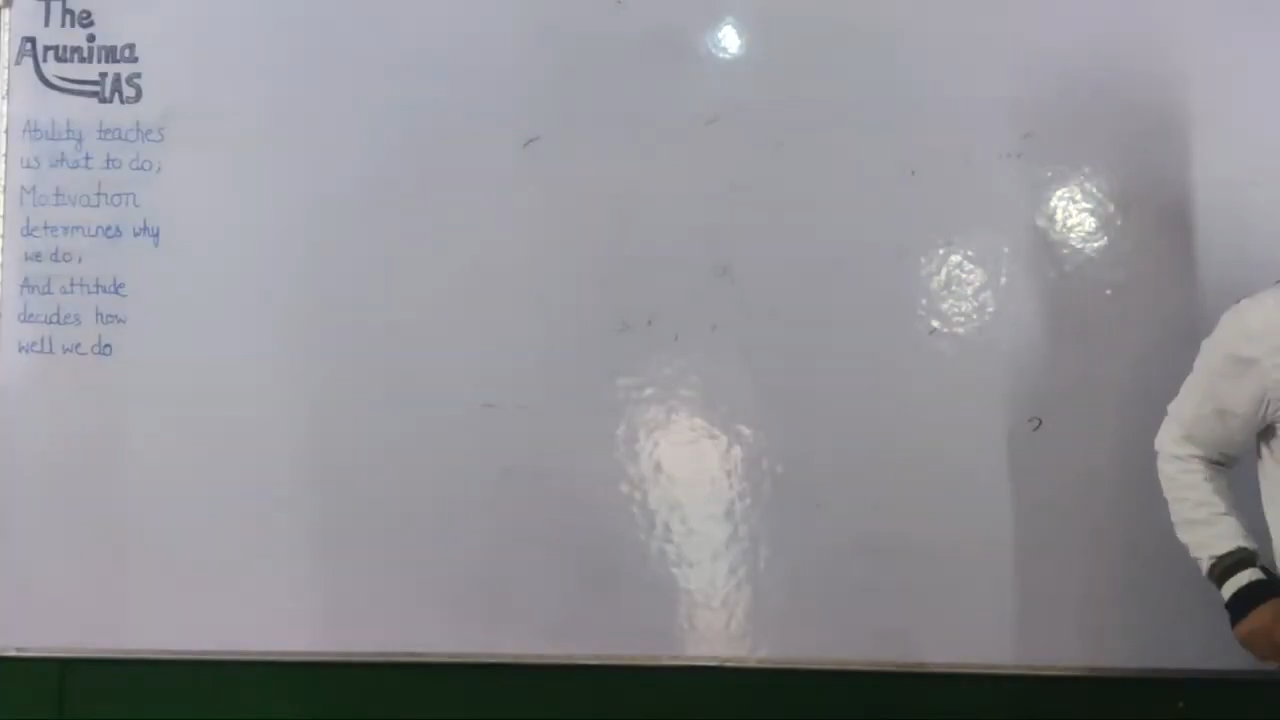 The
Arunima
IAS
Ability teaches
us what to do;
Motivation
determines why
we do,
And attitude
decides how
well we do